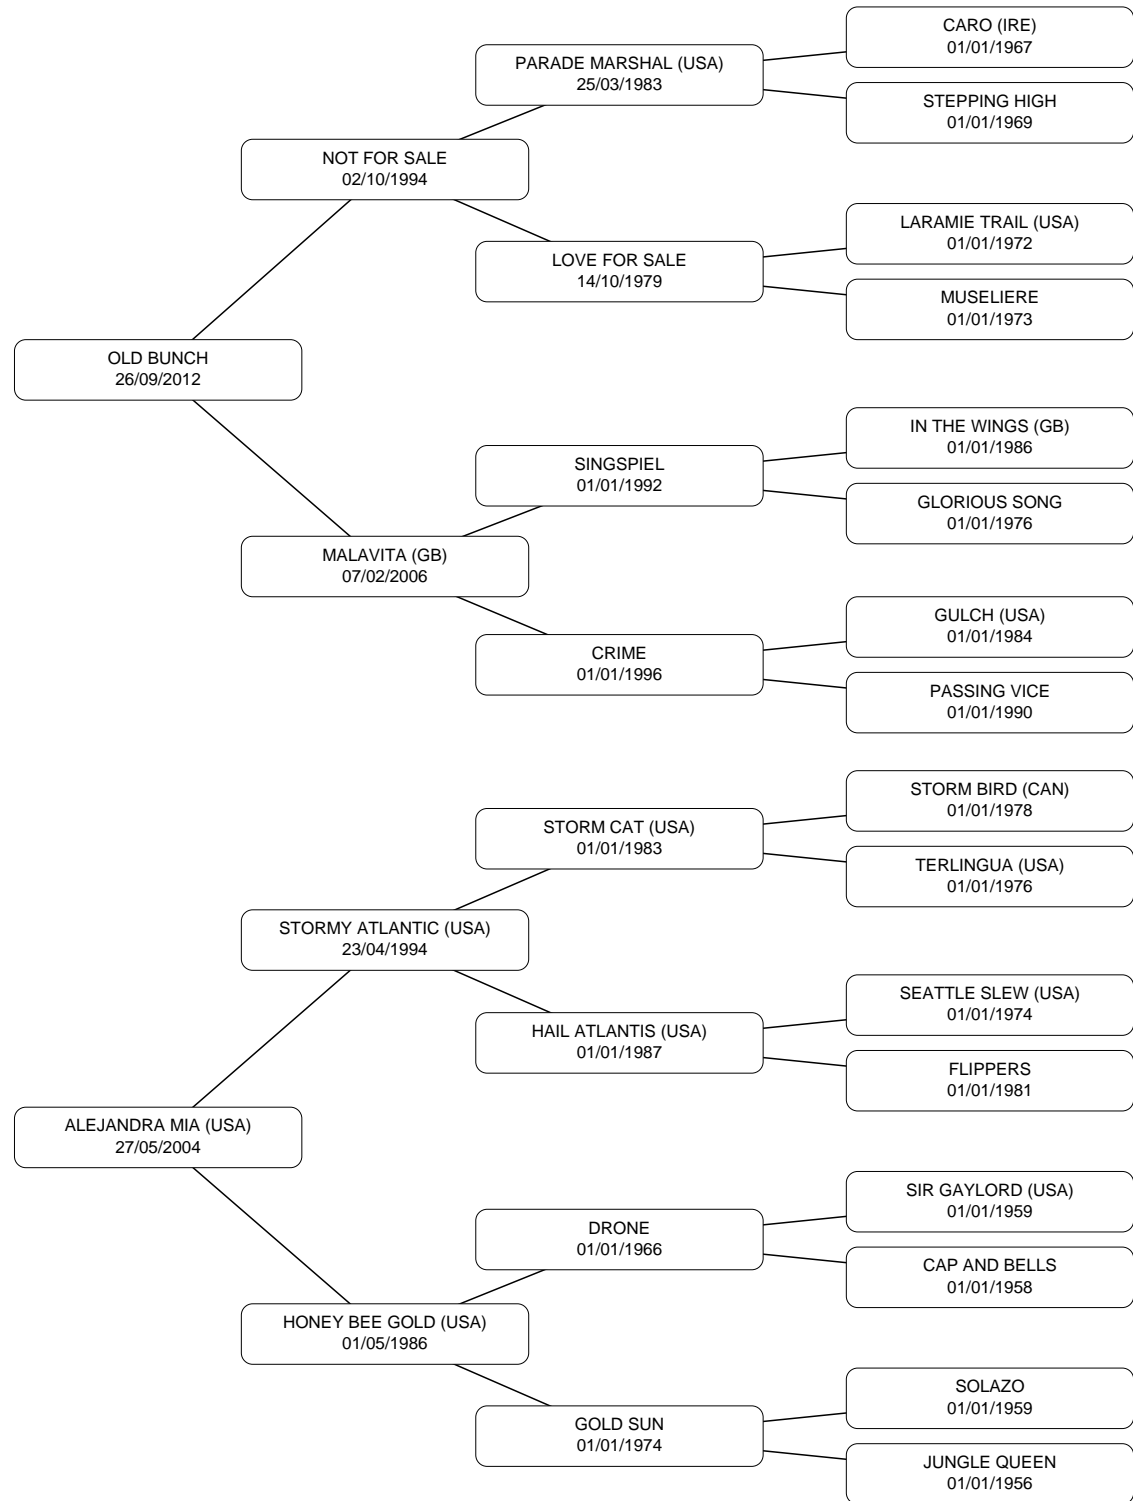 CARO (IRE)
01/01/1967
PARADE MARSHAL (USA)
25/03/1983
STEPPING HIGH
01/01/1969
NOT FOR SALE
02/10/1994
LARAMIE TRAIL (USA)
01/01/1972
LOVE FOR SALE
14/10/1979
MUSELIERE
01/01/1973
OLD BUNCH
26/09/2012
IN THE WINGS (GB)
01/01/1986
SINGSPIEL
01/01/1992
GLORIOUS SONG
01/01/1976
MALAVITA (GB)
07/02/2006
GULCH (USA)
01/01/1984
CRIME
01/01/1996
PASSING VICE
01/01/1990
STORM BIRD (CAN)
01/01/1978
STORM CAT (USA)
01/01/1983
TERLINGUA (USA)
01/01/1976
STORMY ATLANTIC (USA)
23/04/1994
SEATTLE SLEW (USA)
01/01/1974
HAIL ATLANTIS (USA)
01/01/1987
FLIPPERS
01/01/1981
ALEJANDRA MIA (USA)
27/05/2004
SIR GAYLORD (USA)
01/01/1959
DRONE
01/01/1966
CAP AND BELLS
01/01/1958
HONEY BEE GOLD (USA)
01/05/1986
SOLAZO
01/01/1959
GOLD SUN
01/01/1974
JUNGLE QUEEN
01/01/1956